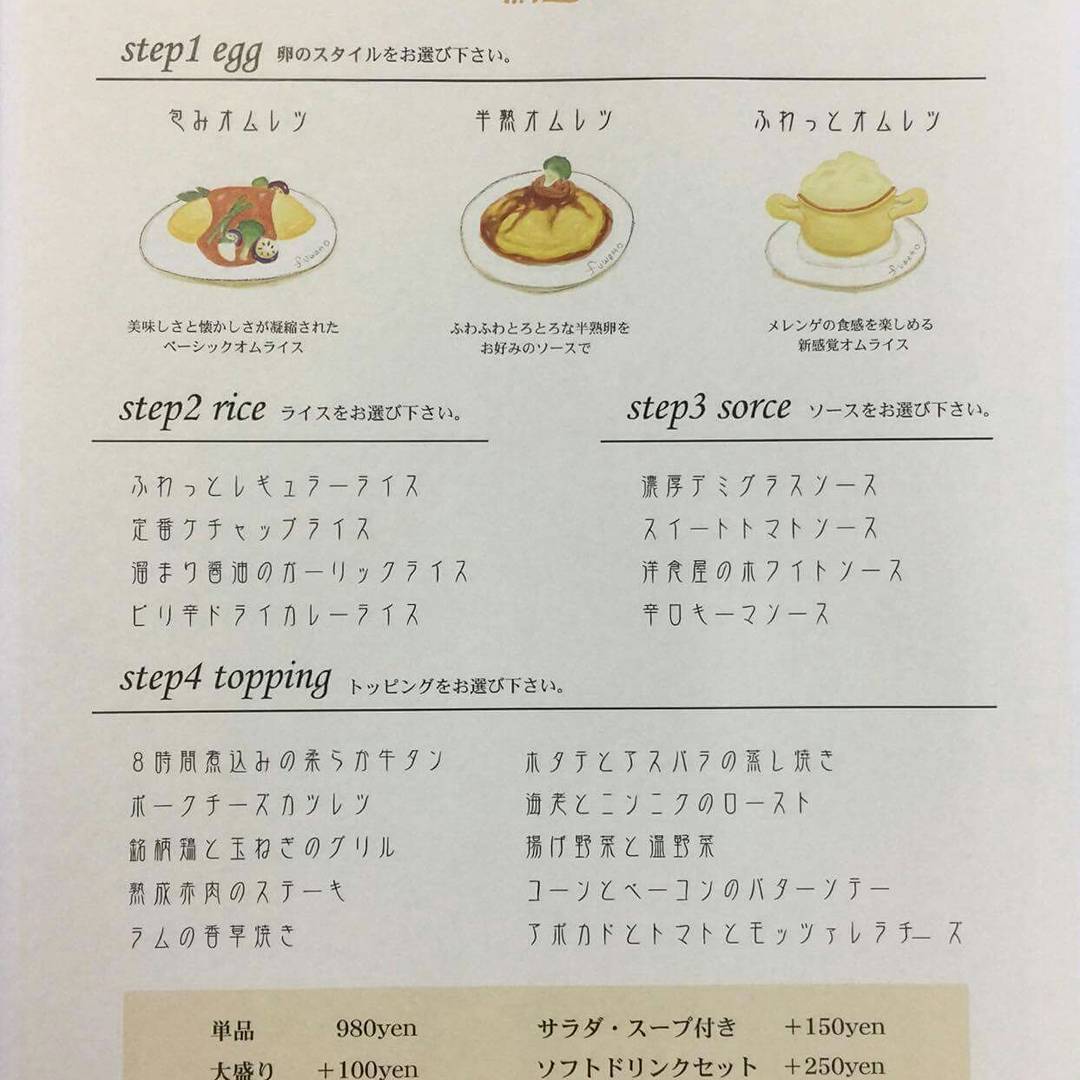 step1 egg 卵のスタイルをお選び下さい。
包みオムレツ
半熟オムレツ
ふわっとオムレツ
fuwamo
fuwamo
fuwamo
美味しさと懐かしさが凝縮された
ベーシックオムライス
ふわふわとろとろな半熟卵を
お好みのソースで
メレンゲの食感を楽しめる
新感覚オムライス
step2 rice ライスをお選び下さい。
ふわっとレギュラーライス
定番ケチャップライス
溜まり醤油のガーリックライス
ピリ辛ドライカレーライス
step3 sorce ソースをお選び下さい。
濃厚デミグラスソース
スイートトマトソース
洋食屋のホワイトソース
辛口キーマソース
step4 topping トッピングをお選び下さい。
8時間煮込みの柔らか牛タン
ポークチーズカツレツ
銘柄鶏と玉ねぎのグリル
熟成赤肉のステーキ
ラムの香草焼き
ホタテとアスパラの蒸し焼き
海老とニンニクのロースト
揚げ野菜と温野菜
コーンとベーコンのバターソテー
アボカドとトマトとモッツァレラチーズ
単品 980yen
大盛り +100yen
サラダ・スープ付き +150yen
ソフトドリンクセット +250yen